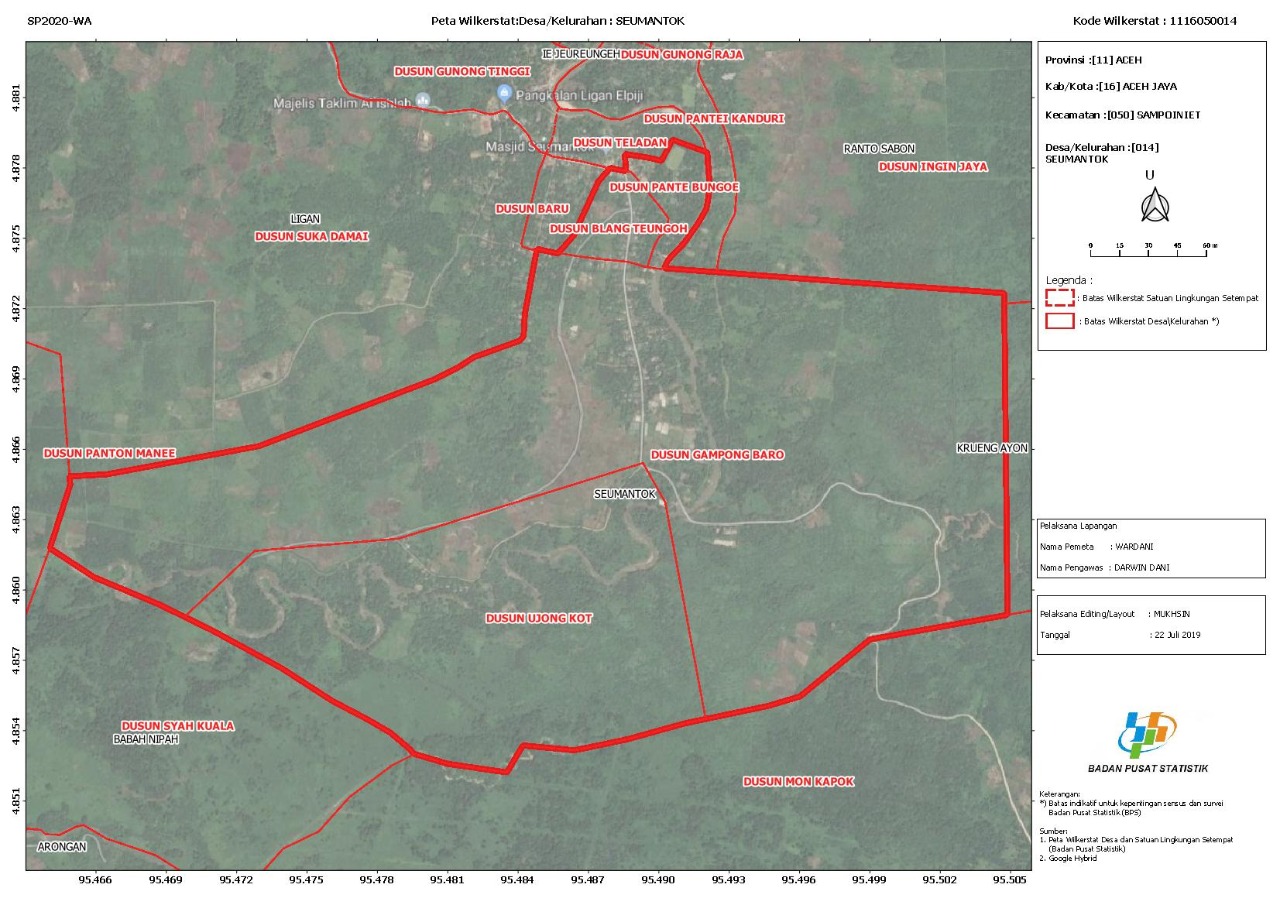 SP2020-WA
Peta Wilkerstat:Desa/Kelurahan : SEUMANTOK
Kode Wilkerstat : 1116050014
IE JEUREUNGEH
DUSUN GUNONG RAJA
DUSUN GUNONG TINGGI
Majelis Taklim Al Ishlah
Pangkalan Ligan Elpiji
DUSUN PANTEI KANDURI
DUSUN TELADAN
Masjid Seumantok
RANTO SABON
DUSUN INGIN JAYA
DUSUN PANTE BUNGOE
DUSUN BARU
LIGAN
DUSUN SUKA DAMAI
DUSUN BLANG TEUNGOH
DUSUN PANTON MANEE
DUSUN GAMPONG BARO
KRUENG AYON
SEUMANTOK
DUSUN UJONG KOT
DUSUN SYAH KUALA
BABAH NIPAH
DUSUN MON KAPOK
ARONGAN
4.881
4.878
4.875
4.872
4.869
4.866
4.863
4.860
4.857
4.854
4.851
95.466 95.469 95.472 95.475 95.478 95.481 95.484 95.487 95.490 95.493 95.496 95.499 95.502 95.505
Provinsi :[11] ACEH
Kab/Kota :[16] ACEH JAYA
Kecamatan :[050] SAMPOINIET
Desa/Kelurahan :[014]
SEUMANTOK
U
0 15 30 45 60 m
Legenda :
: Batas Wilkerstat Satuan Lingkungan Setempat
: Batas Wilkerstat Desa\Kelurahan *)
Pelaksana Lapangan
Nama Pemeta : WARDANI
Nama Pengawas : DARWIN DANI
Pelaksana Editing/Layout : MUKHSIN
Tanggal : 22 Juli 2019
BADAN PUSAT STATISTIK
Keterangan:
*) Batas indikatif untuk kepentingan sensus dan survei
Badan Pusat Statistik (BPS)
Sumber:
1. Peta Wilkerstat Desa dan Satuan Lingkungan Setempat
(Badan Pusat Statistik)
2. Google Hybrid